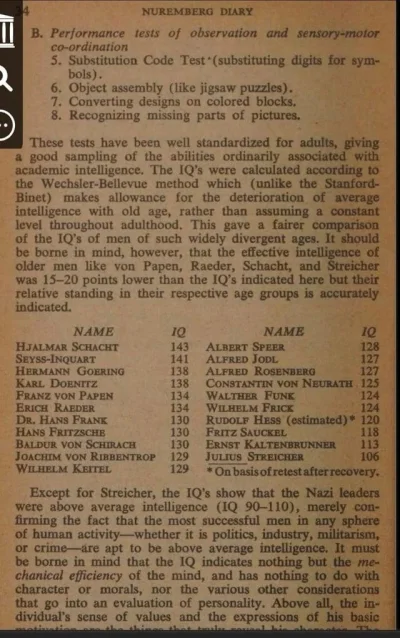 34 NUREMBERG DIARY
B. Performance tests of observation and sensory-motor
co-ordination
5. Substitution Code Test (substituting digits for sym-
bols).
6. Object assembly (like jigsaw puzzles).
7. Converting designs on colored blocks.
8. Recognizing missing parts of pictures.
These tests have been well standardized for adults, giving
a good sampling of the abilities ordinarily associated with
academic intelligence. The IQ's were calculated according to
the Wechsler-Bellevue method which (unlike the Stanford-
Binet) makes allowance for the deterioration of average
intelligence with old age, rather than assuming a constant
level throughout adulthood. This gave a fairer comparison
of the IQ's of men of such widely divergent ages. It should
be borne in mind, however, that the effective intelligence of
older men like von Papen, Raeder, Schacht, and Streicher
was 15–20 points lower than the IQ's indicated here but their
relative standing in their respective age groups is accurately
indicated.
NAME IQ NAME IQ
HJALMAR SCHACHT 143 ALBERT SPEER 128
SEYSS-INQUART 141 ALFRED JODL 127
HERMANN GOERING 138 ALFRED ROSENBERG 127
KARL DOENITZ 138 CONSTANTIN VON NEURATH 125
FRANZ VON PAPEN 134 WALTHER FUNK 124
ERICH RAEDER 134 WILHELM FRICK 124
DR. HANS FRANK 130 RUDOLF HESS (estimated)* 120
HANS FRITZSCHE 130 FRITZ SAUCKEL 118
BALDUR VON SCHIRACH 130 ERNST KALTENBRUNNER 113
JOACHIM VON RIBBENTROP 129 JULIUS STREICHER 106
WILHELM KEITEL 129 * On basis of retest after recovery.
Except for Streicher, the IQ's show that the Nazi leaders
were above average intelligence (IQ 90–110), merely con-
firming the fact that the most successful men in any sphere
of human activity—whether it is politics, industry, militarism,
or crime—are apt to be above average intelligence. It must
be borne in mind that the IQ indicates nothing but the me-
chanical efficiency of the mind, and has nothing to do with
character or morals, nor the various other considerations
that go into an evaluation of personality. Above all, the in-
dividual's sense of values and the expressions of his basic
motivation are the things that truly reveal his character. The